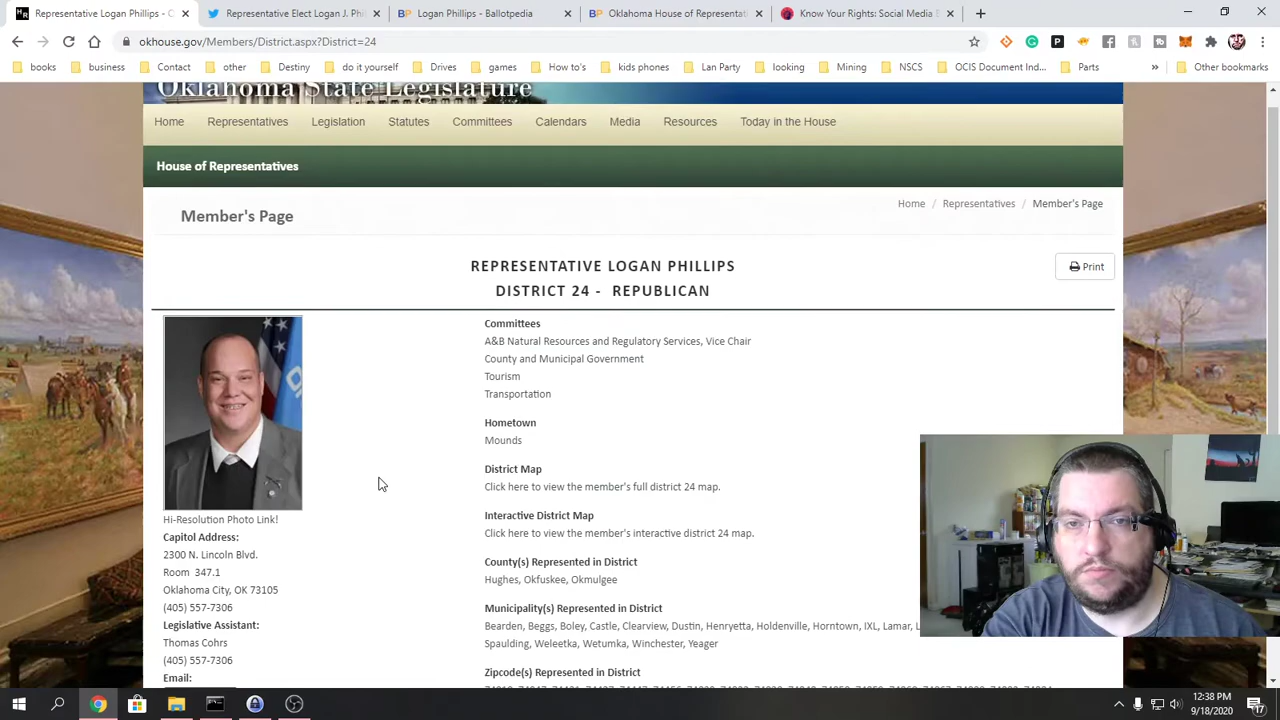 Electronic Legal Logan J. Phil
BP Logan Phillips - Ballotpedia
Oklahoma House of Representati
Your Rights: Social Media B
okhouse.gov/Members/District.aspx?District=24
books business Contact other Destiny do it yourself Drives games How to's kids phones Lan Party looking Mining NSCS OCIS Document Ind... Parts » Other bookmarks
Oklahoma State Legislature
Home Representatives Legislation Statutes Committees Calendars Media Resources Today in the House
House of Representatives
Member's Page
Home / Representatives / Member's Page
REPRESENTATIVE LOGAN PHILLIPS
DISTRICT 24 - REPUBLICAN
Print
Hi-Resolution Photo Link!
Capitol Address:
2300 N. Lincoln Blvd.
Room 347.1
Oklahoma City, OK 73105
(405) 557-7306
Legislative Assistant:
Thomas Cohrs
(405) 557-7306
Email:
Committees
A&B Natural Resources and Regulatory Services, Vice Chair
County and Municipal Government
Tourism
Transportation
Hometown
Mounds
District Map
Click here to view the member's full district 24 map.
Interactive District Map
Click here to view the member's interactive district 24 map.
County(s) Represented in District
Hughes, Okfuskee, Okmulgee
Municipality(s) Represented in District
Bearden, Beggs, Boley, Castle, Clearview, Dustin, Henryetta, Holdenville, Horntown, IXL, Lamar, L
Spaulding, Weleetka, Wetumka, Winchester, Yeager
Zipcode(s) Represented in District
12:38 PM
9/18/2020